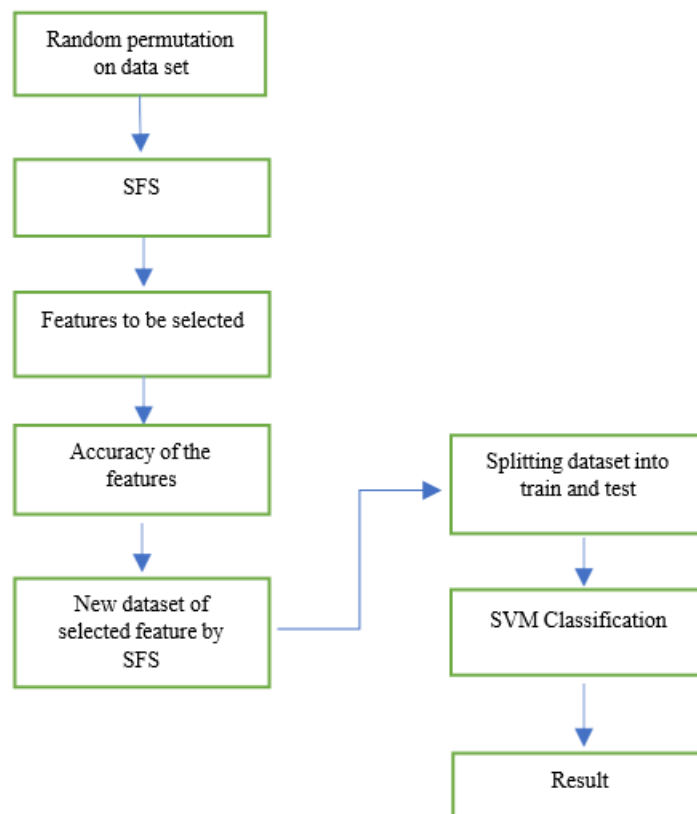 Random permutation
on data set
SFS
Features to be selected
Accuracy of the
features
New dataset of
selected feature by
SFS
Splitting dataset into
train and test
SVM Classification
Result